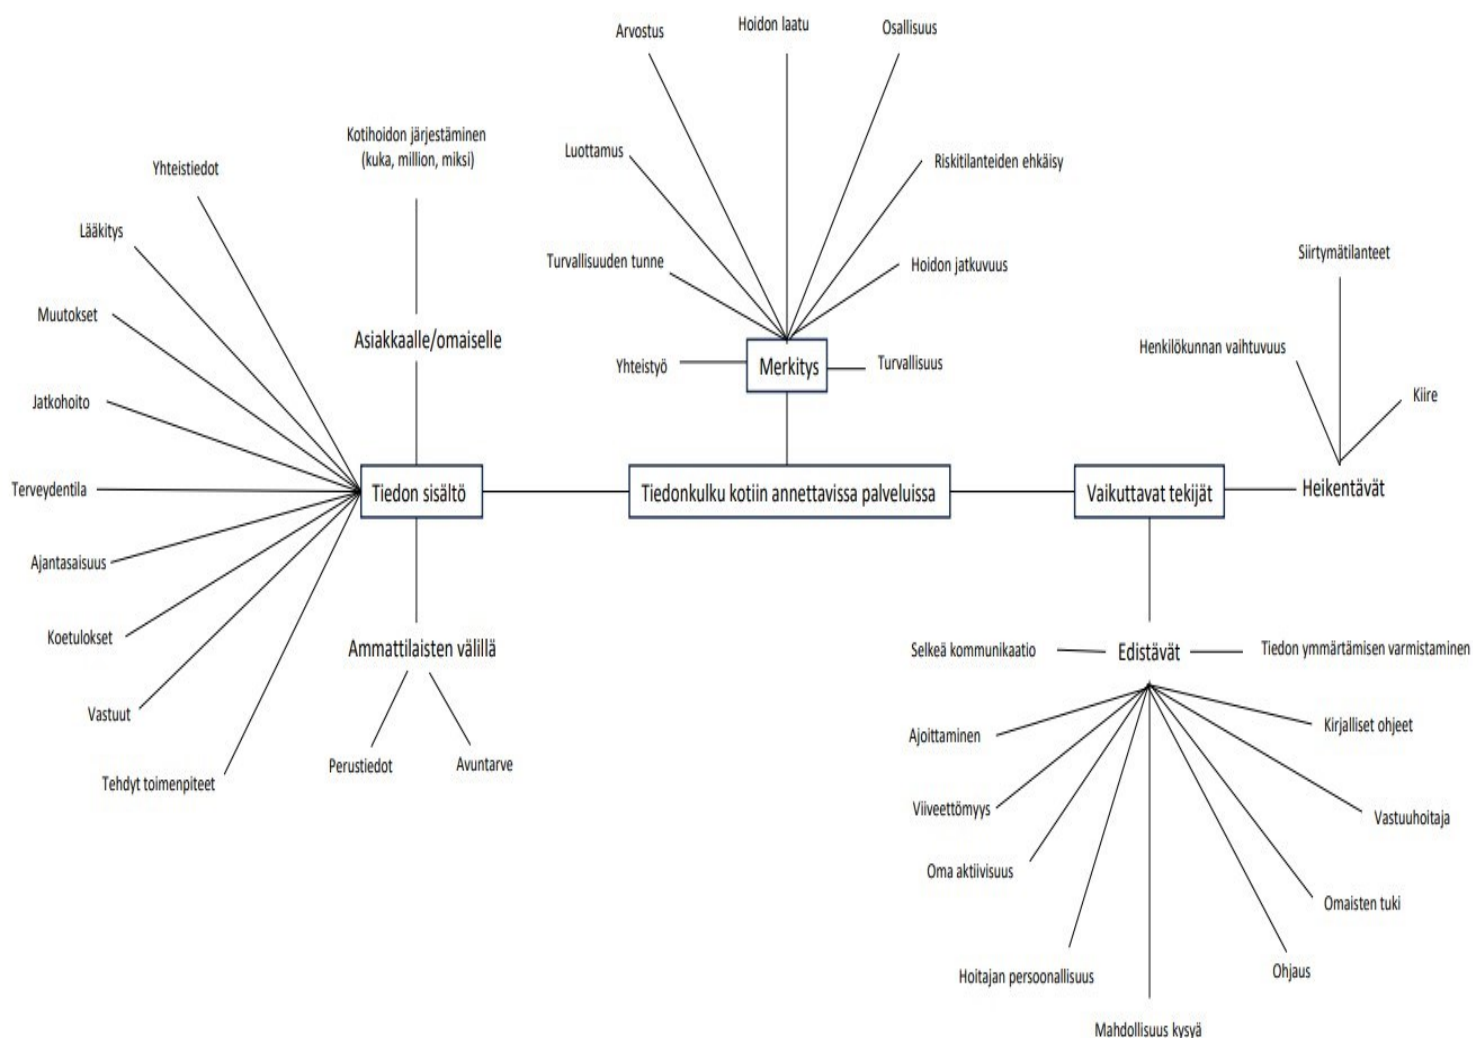 Arvostus
Hoidon laatu
Osallisuus
Kotihoidon järjestäminen
(kuka, million, miksi)
Luottamus
Riskitilanteiden ehkäisy
Yhteistiedot
Lääkitys
Turvallisuuden tunne
Hoidon jatkuvuus
Siirtymätilanteet
Muutokset
Asiakkaalle/omaiselle
Henkilökunnan vaihtuvuus
Yhteistyö
Merkitys
Turvallisuus
Jatkohoito
Kiire
Terveydentila
Tiedon sisältö
Tiedonkulku kotiin annettavissa palveluissa
Vaikuttavat tekijät
Heikentävät
Ajantasaisuus
Koetulokset
Ammattilaisten välillä
Selkeä kommunikaatio
Edistävät
Tiedon ymmärtämisen varmistaminen
Vastuut
Ajoittaminen
Kirjalliset ohjeet
Tehdyt toimenpiteet
Perustiedot
Avuntarve
Viiveettömyys
Vastuuhoitaja
Oma aktiivisuus
Omaisten tuki
Hoitajan persoonallisuus
Ohjaus
Mahdollisuus kysyä